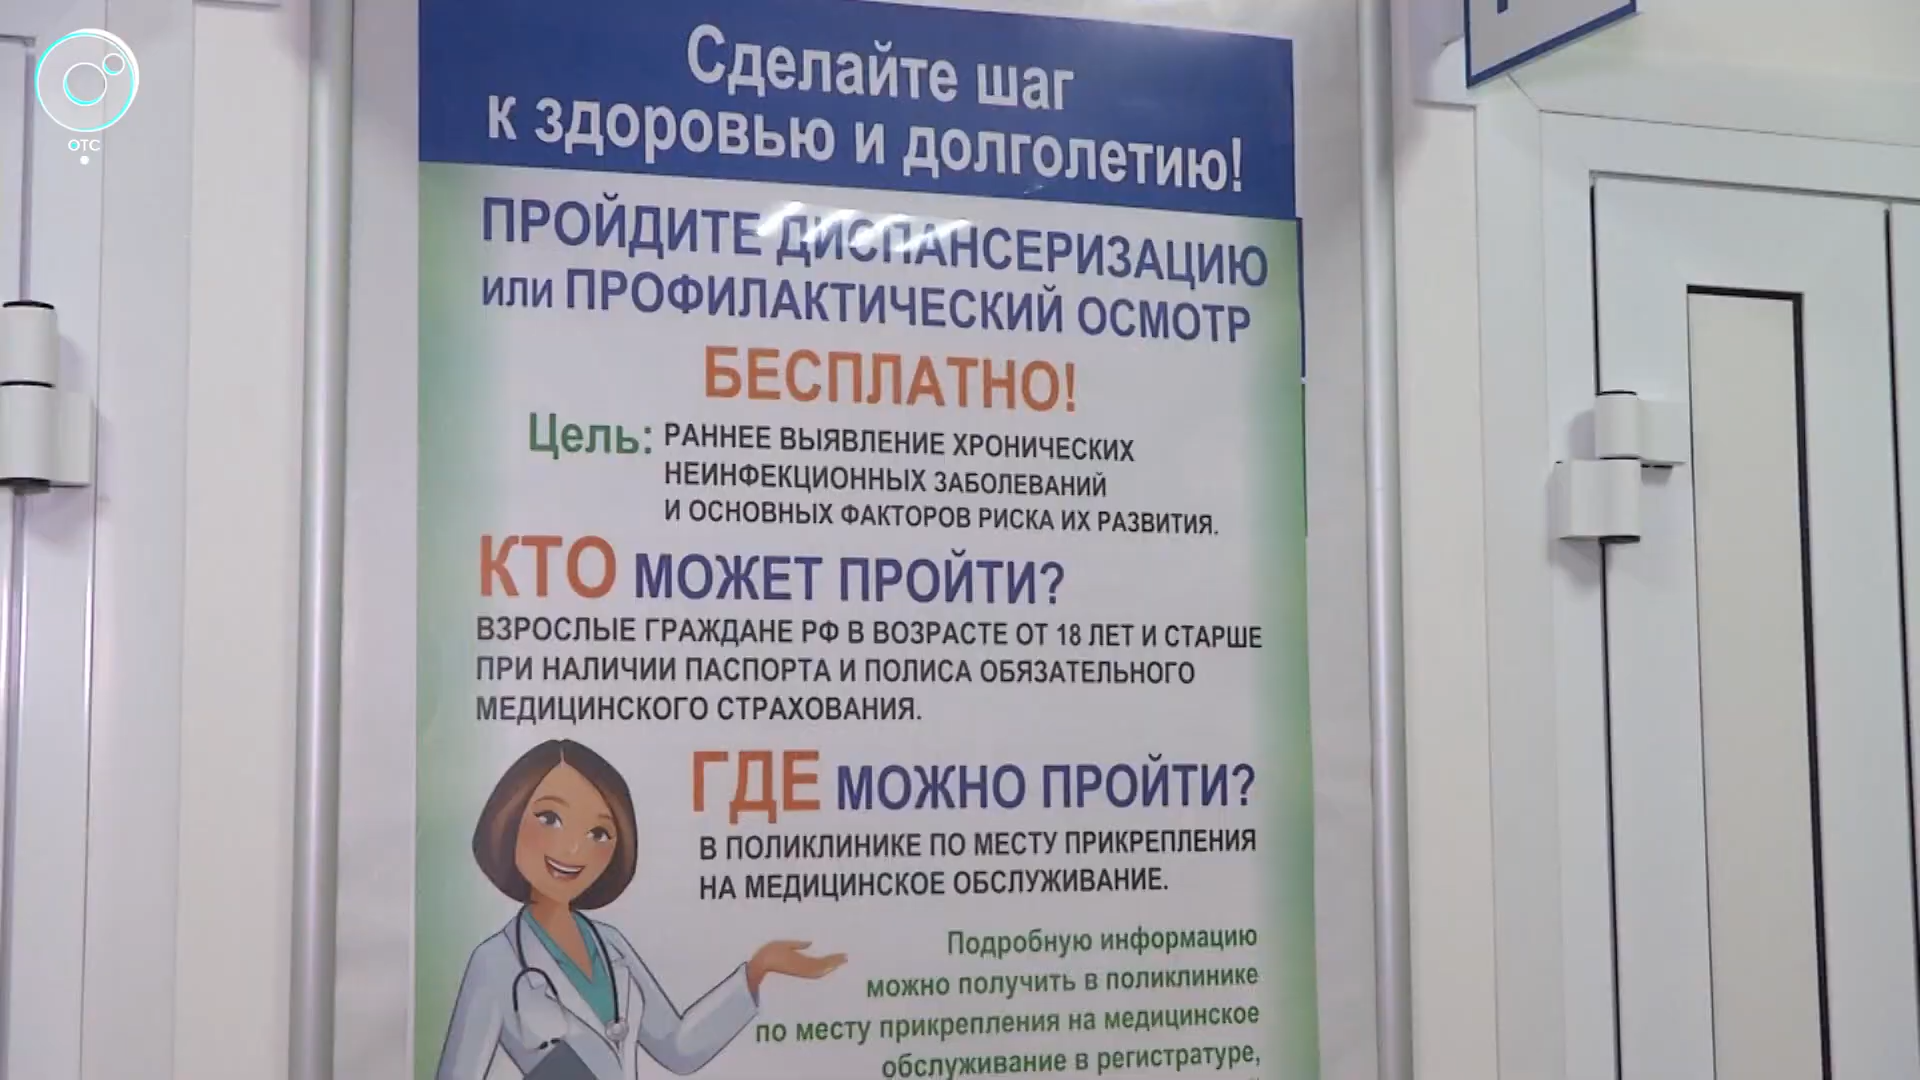 ОТС
Сделайте шаг
к здоровью и долголетию!
ПРОЙДИТЕ ДИСПАНСЕРИЗАЦИЮ
или ПРОФИЛАКТИЧЕСКИЙ ОСМОТР
БЕСПЛАТНО!
Цель: РАННЕЕ ВЫЯВЛЕНИЕ ХРОНИЧЕСКИХ
НЕИНФЕКЦИОННЫХ ЗАБОЛЕВАНИЙ
И ОСНОВНЫХ ФАКТОРОВ РИСКА ИХ РАЗВИТИЯ.
КТО МОЖЕТ ПРОЙТИ?
ВЗРОСЛЫЕ ГРАЖДАНЕ РФ В ВОЗРАСТЕ ОТ 18 ЛЕТ И СТАРШЕ
ПРИ НАЛИЧИИ ПАСПОРТА И ПОЛИСА ОБЯЗАТЕЛЬНОГО
МЕДИЦИНСКОГО СТРАХОВАНИЯ.
ГДЕ МОЖНО ПРОЙТИ?
В ПОЛИКЛИНИКЕ ПО МЕСТУ ПРИКРЕПЛЕНИЯ
НА МЕДИЦИНСКОЕ ОБСЛУЖИВАНИЕ.
Подробную информацию
можно получить в поликлинике
по месту прикрепления на медицинское
обслуживание в регистратуре,